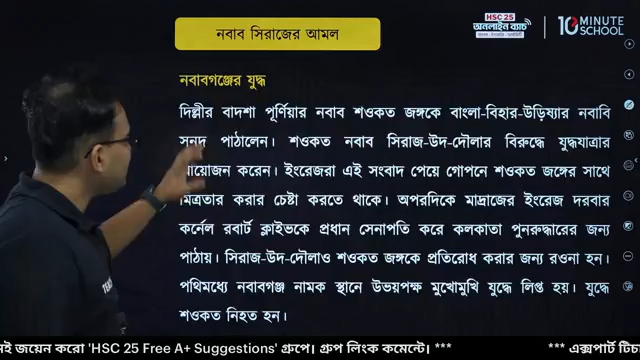 নবাব সিরাজের আমল
HSC 25
অনলাইন ব্যাচ
10 MINUTE SCHOOL
নবাবগঞ্জের যুদ্ধ
দিল্লীর বাদশা পূর্ণিয়ার নবাব শওকত জঙ্গকে বাংলা-বিহার-উড়িষ্যার নবাবি
সনদ পাঠালেন। শওকত নবাব সিরাজ-উদ-দৌলার বিরুদ্ধে যুদ্ধযাত্রার
আয়োজন করেন। ইংরেজরা এই সংবাদ পেয়ে গোপনে শওকত জঙ্গের সাথে
মিত্রতার করার চেষ্টা করতে থাকে। অপরদিকে মাদ্রাজের ইংরেজ দরবার
কর্নেল রবার্ট ক্লাইভকে প্রধান সেনাপতি করে কলকাতা পুনরুদ্ধারের জন্য
পাঠায়। সিরাজ-উদ-দৌলাও শওকত জঙ্গকে প্রতিরোধ করার জন্য রওনা হন।
পথিমধ্যে নবাবগঞ্জ নামক স্থানে উভয়পক্ষ মুখোমুখি যুদ্ধে লিপ্ত হয়। যুদ্ধে
শওকত নিহত হন।
জয়েন করো 'HSC 25 Free A+ Suggestions' গ্রুপে। গ্রুপ লিংক কমেন্টে। *** *** এক্সপার্ট টিচ